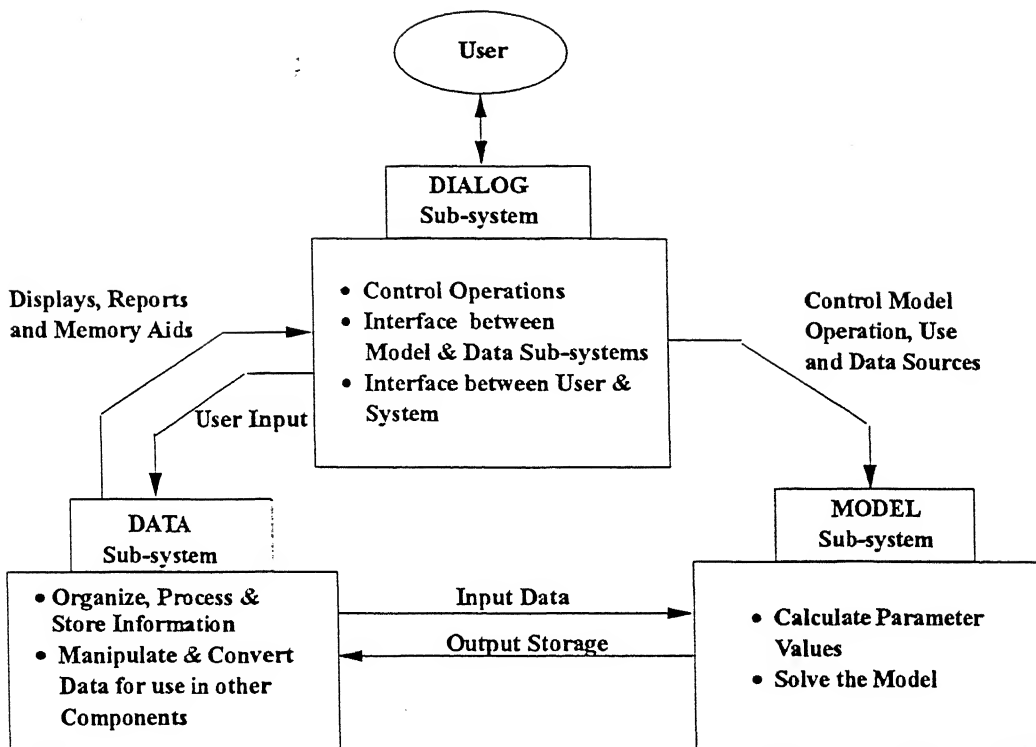 User
DIALOG
Sub-system
• Control Operations
• Interface between
Model & Data Sub-systems
• Interface between User &
System
Displays, Reports
and Memory Aids
Control Model
Operation, Use
and Data Sources
User Input
DATA
Sub-system
• Organize, Process &
Store Information
• Manipulate & Convert
Data for use in other
Components
Input Data
Output Storage
MODEL
Sub-system
• Calculate Parameter
Values
• Solve the Model